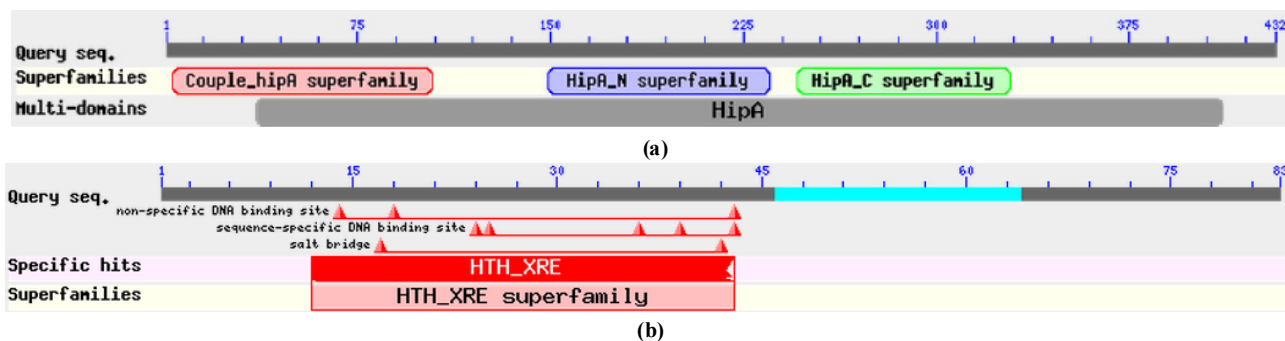 1 75 150 225 300 375 432
Query seq.
Superfamilies Couple_hipA superfamily HipA_N superfamily HipA_C superfamily
Multi-domains HipA
(a)
1 15 30 45 60 75 83
Query seq.
non-specific DNA binding site
sequence-specific DNA binding site
salt bridge
Specific hits HTH_XRE
Superfamilies HTH_XRE superfamily
(b)